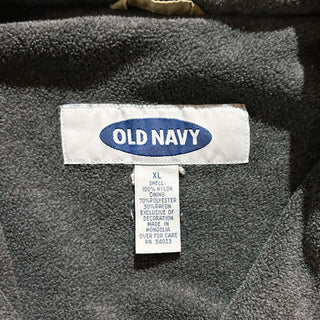 OLD NAVY
XL
SHELL:
100% NYLON
LINING:
70% POLYESTER
30% RAYON
EXCLUSIVE OF
DECORATION
MADE IN
MONGOLIA
OVER FOR CARE
RN 54023